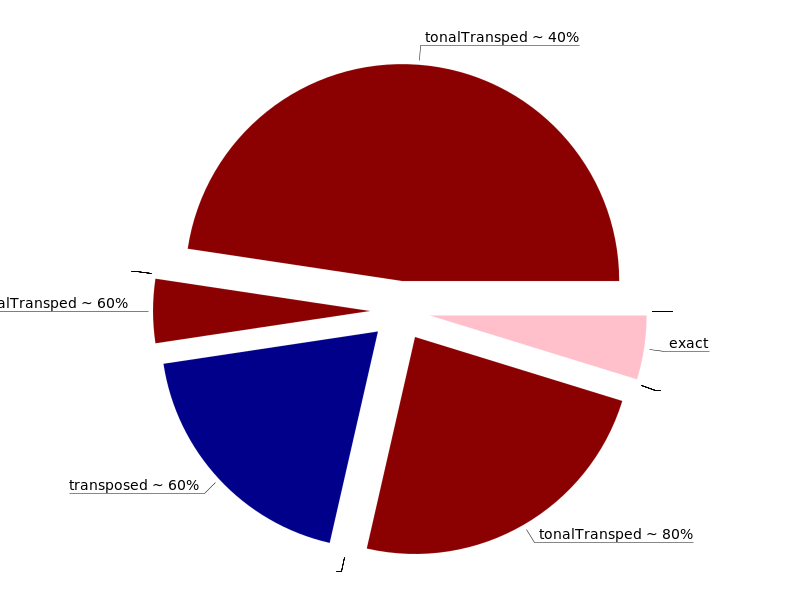 tonalTransped ~ 40%
alTransped ~ 60%
exact
transposed ~ 60%
tonalTransped ~ 80%